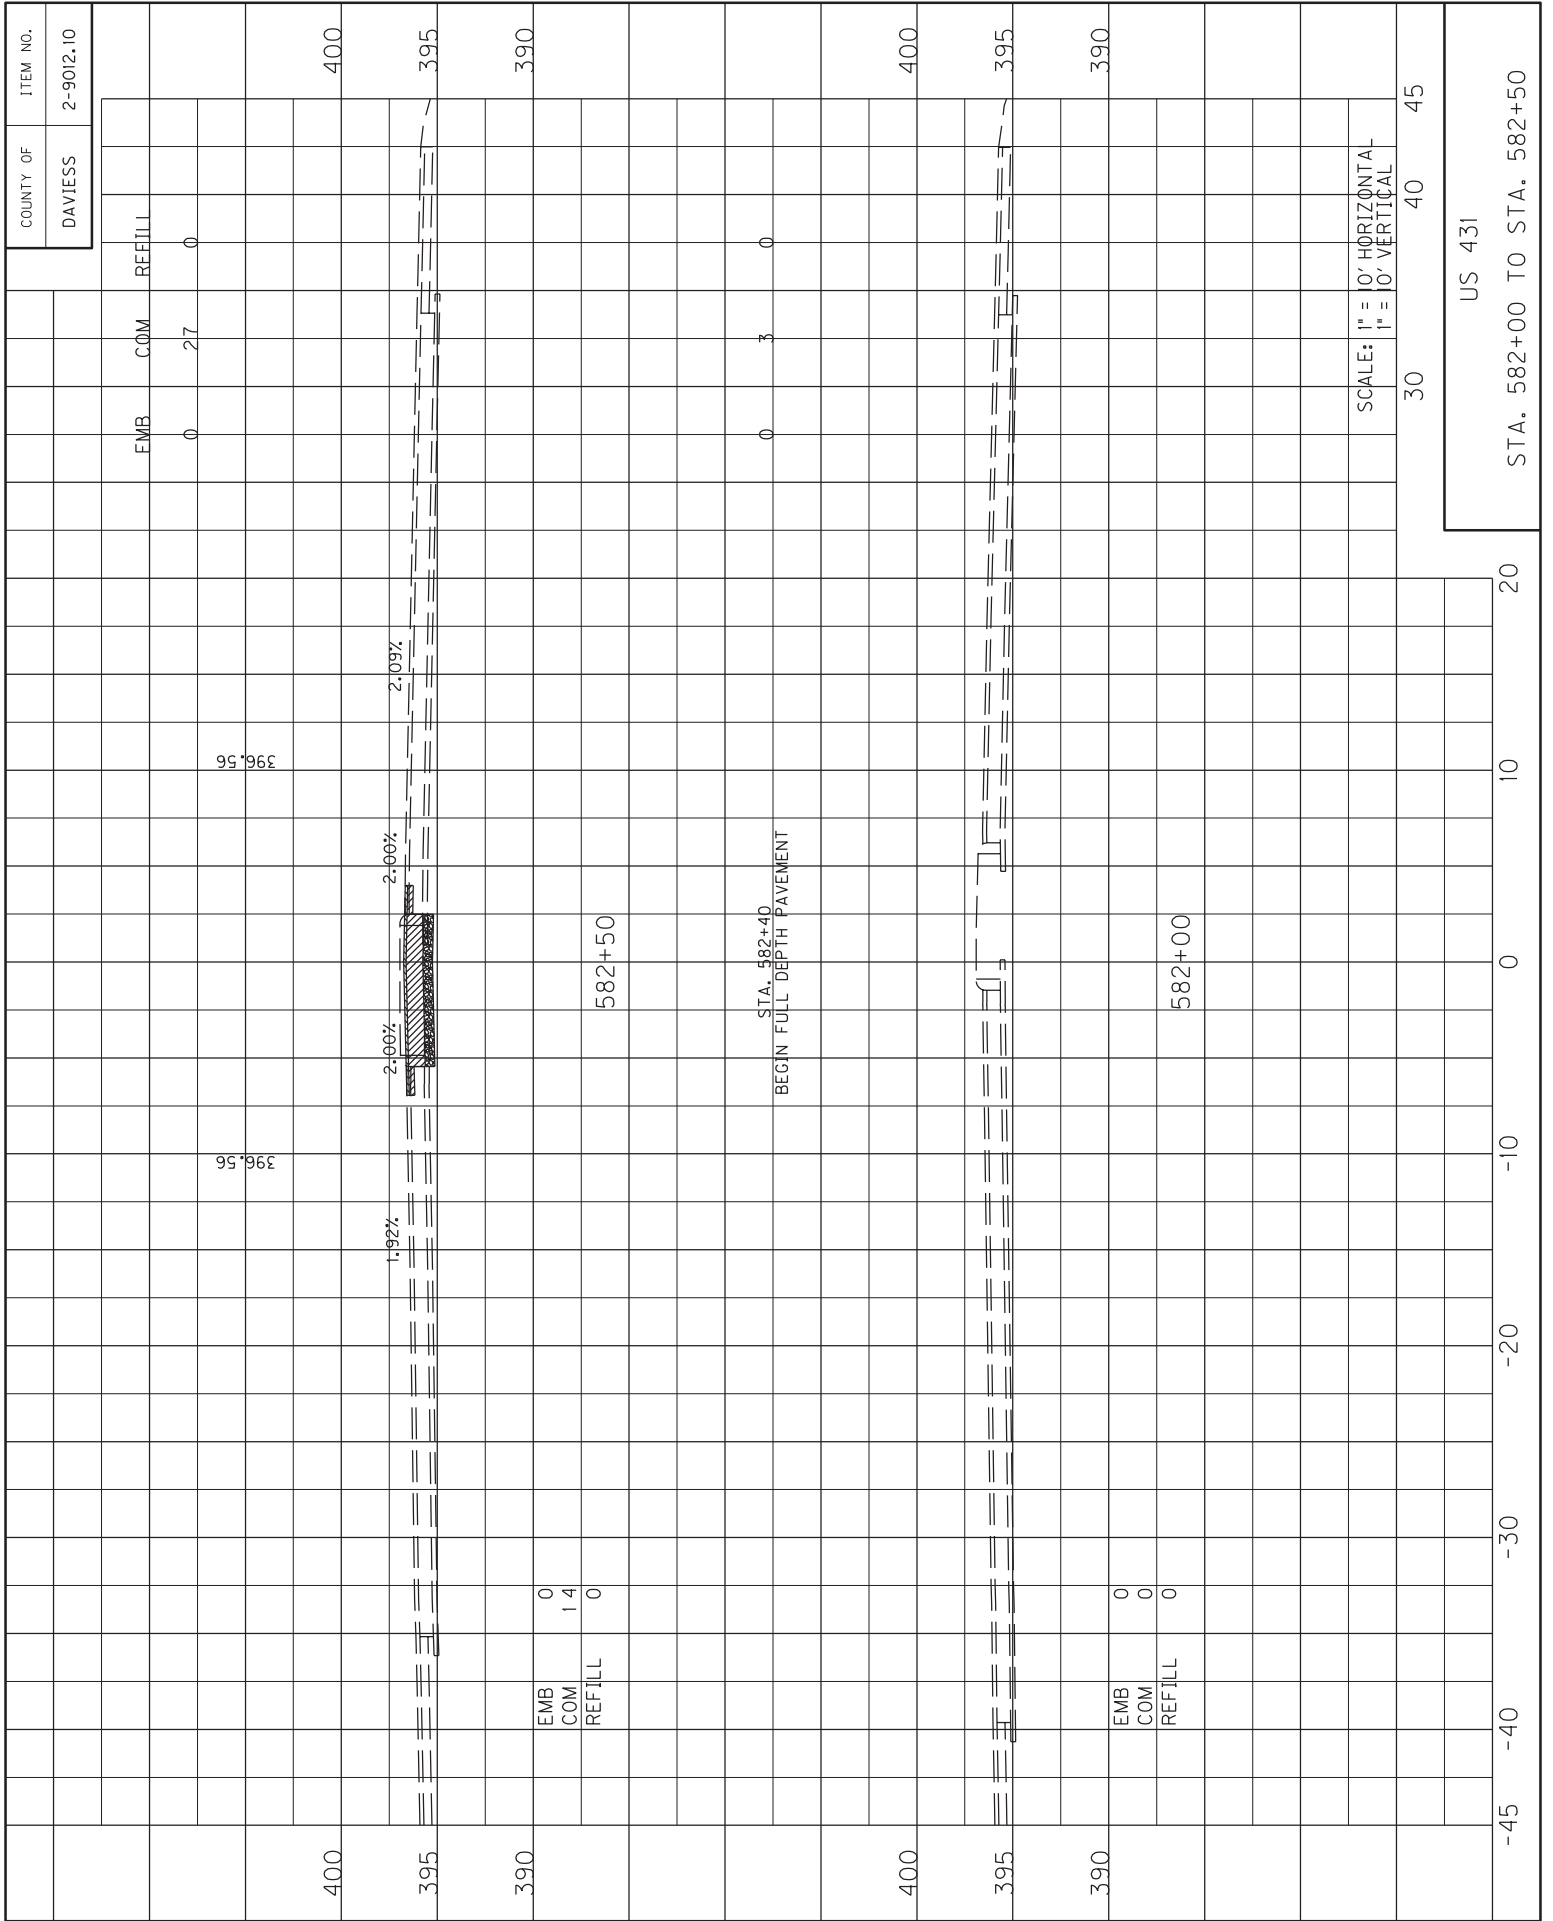 COUNTY OF
ITEM NO.
DAVIESS
2-9012.10
EMB
COM
REFILL
0
27
0
396.56
396.56
400
400
1.92%
2.00%
2.00%
2.09%
395
395
390
390
EMB 0
COM 14
REFILL 0
582+50
0
3
0
STA. 582+40
BEGIN FULL DEPTH PAVEMENT
400
400
395
395
390
390
EMB 0
COM 0
REFILL 0
582+00
SCALE: 1" = 10' HORIZONTAL
1" = 10' VERTICAL
-45
-40
-30
-20
-10
0
10
20
30
40
45
US 431
STA. 582+00 TO STA. 582+50